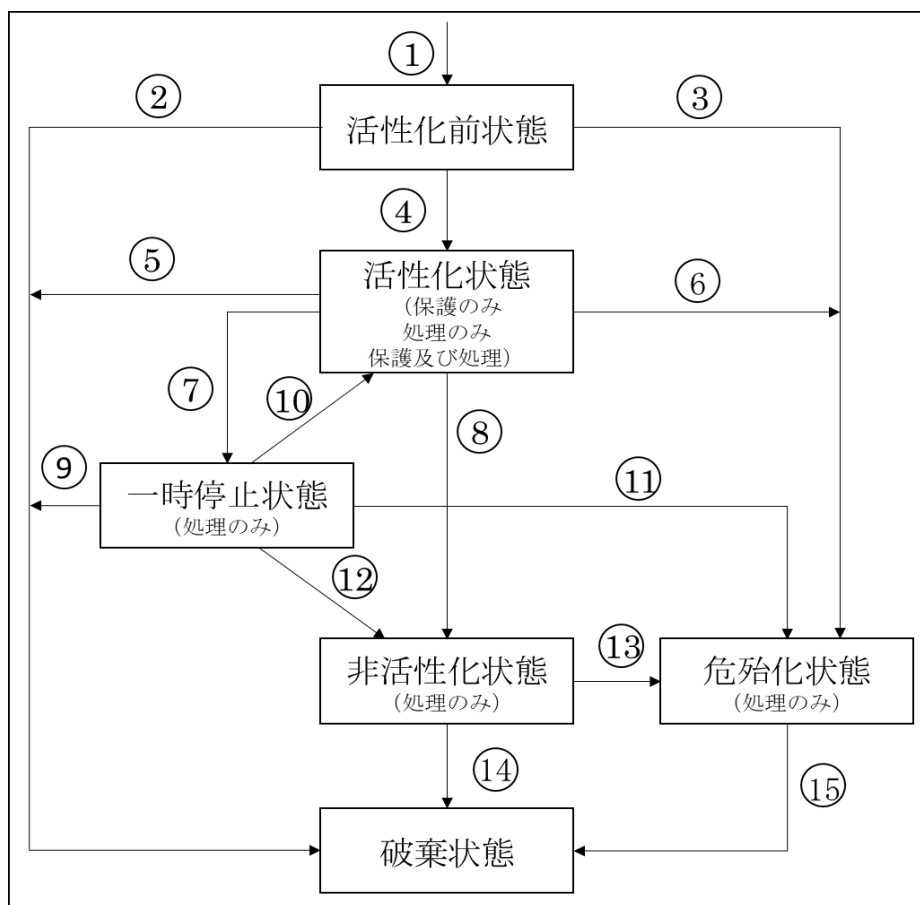 ①
②
③
活性化前状態
④
⑤
活性化状態
⑥
（保護のみ
処理のみ
保護及び処理）
⑦
⑩
⑧
⑨
一時停止状態
（処理のみ）
⑪
⑫
非活性化状態
（処理のみ）
⑬
危殆化状態
（処理のみ）
⑭
⑮
破棄状態